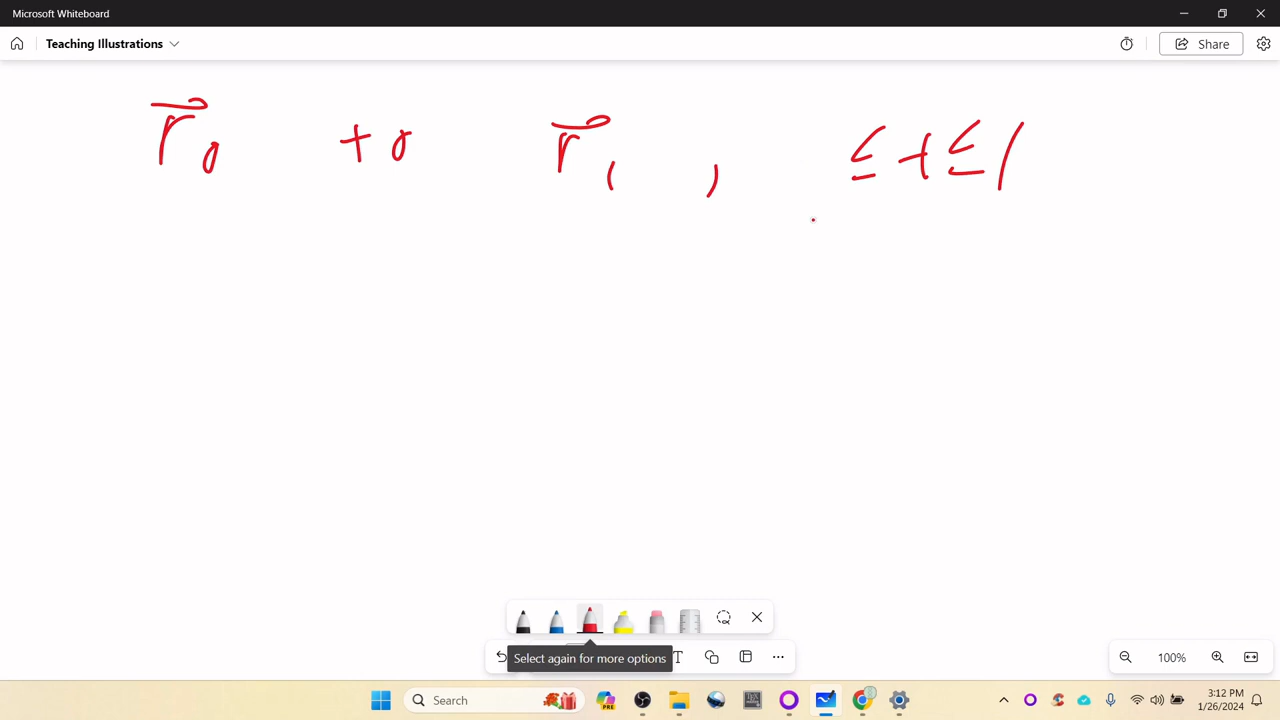 Microsoft Whiteboard
Teaching Illustrations
Share
r⃗₀ to r⃗₁ , ≤ t ≤ 1
Select again for more options
100%
Search
PRE
3:12 PM
1/26/2024